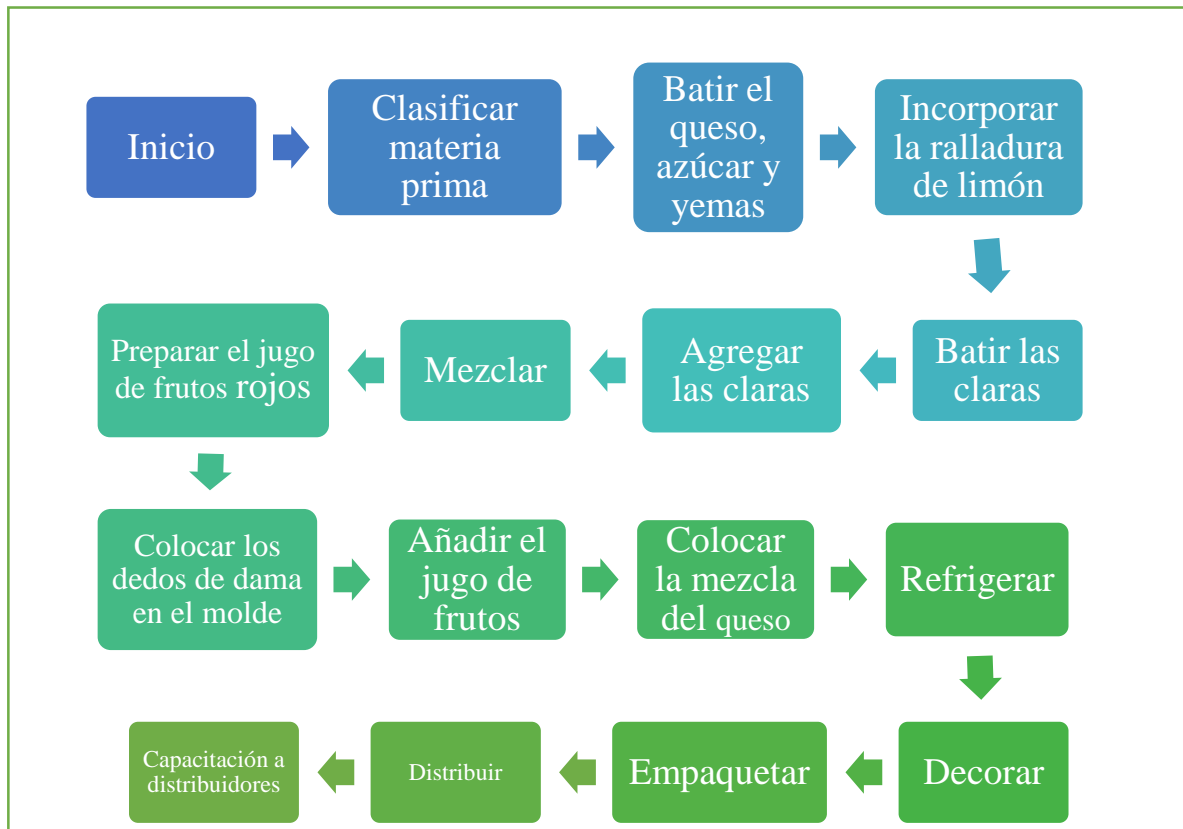 Inicio
Clasificar
materia
prima
Batir el
queso,
azúcar y
yemas
Incorporar
la ralladura
de limón
Batir las
claras
Agregar
las claras
Mezclar
Preparar el jugo
de frutos rojos
Colocar los
dedos de dama
en el molde
Añadir el
jugo de
frutos
Colocar
la mezcla
del queso
Refrigerar
Decorar
Empaquetar
Distribuir
Capacitación a
distribuidores